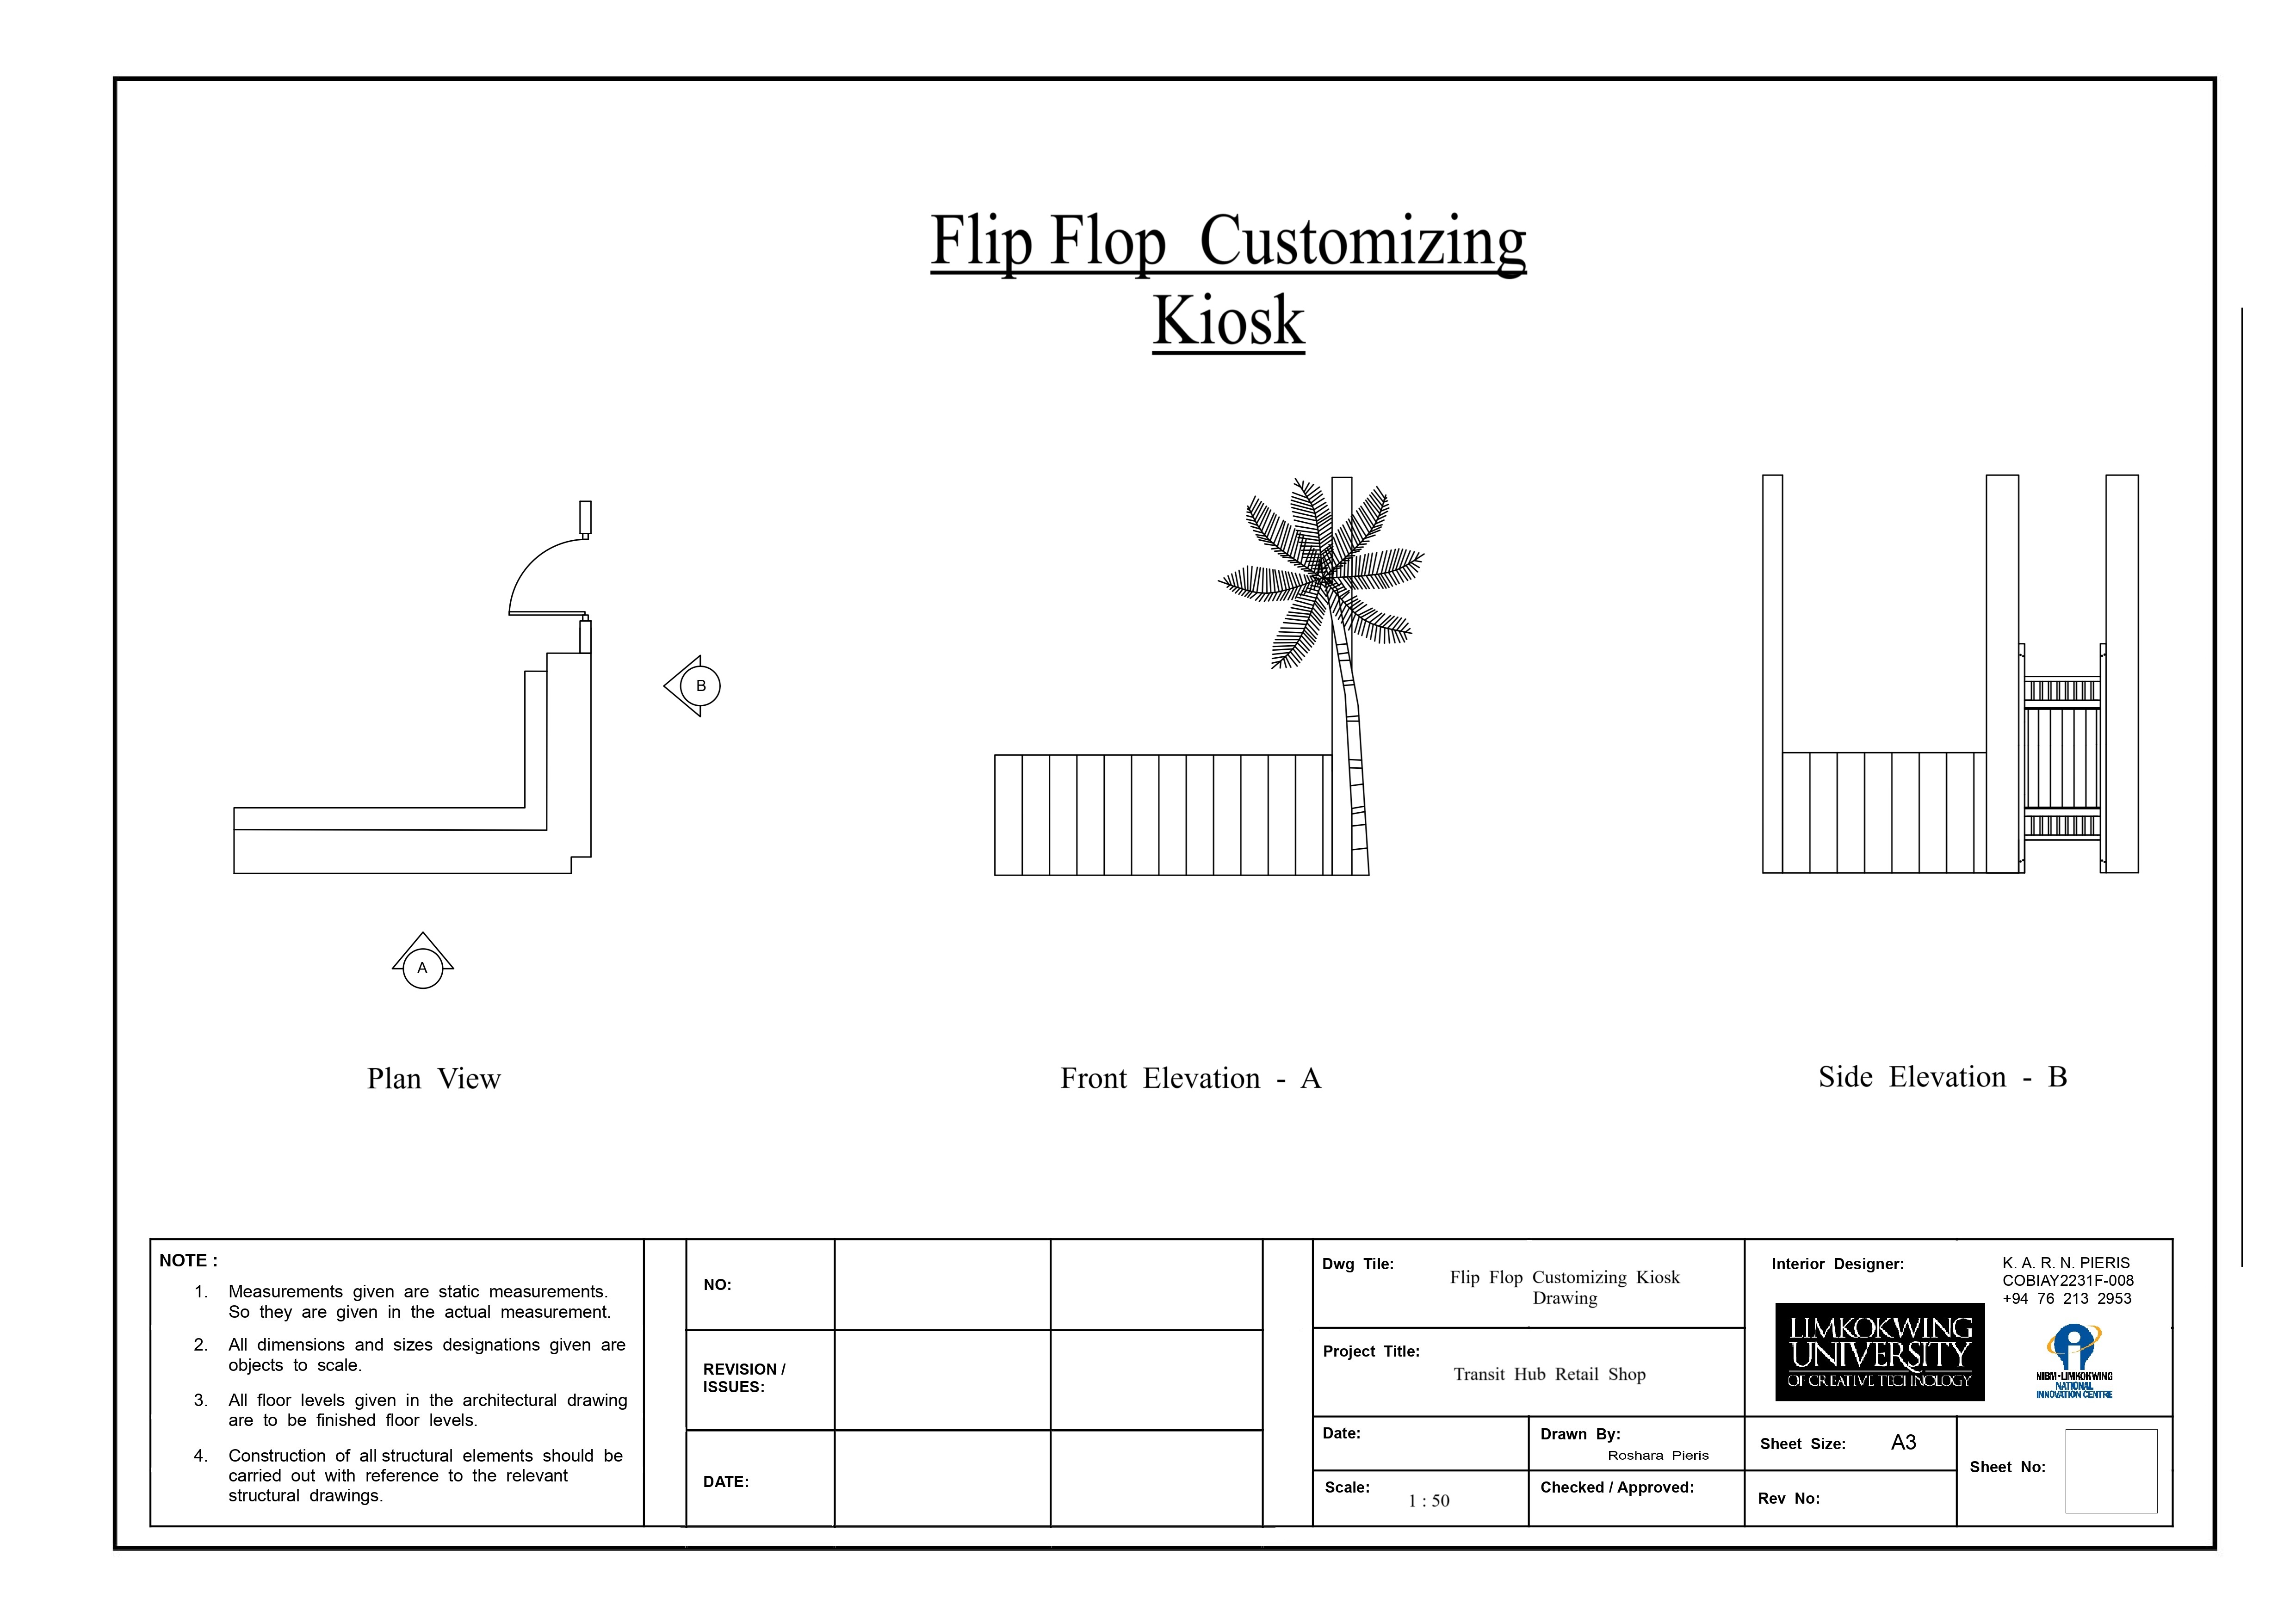 Flip Flop Customizing
Kiosk
B
A
Plan View
Front Elevation - A
Side Elevation - B
NOTE :
1. Measurements given are static measurements.
So they are given in the actual measurement.
2. All dimensions and sizes designations given are
objects to scale.
3. All floor levels given in the architectural drawing
are to be finished floor levels.
4. Construction of all structural elements should be
carried out with reference to the relevant
structural drawings.
NO:
REVISION /
ISSUES:
DATE:
Dwg Tile:
Flip Flop Customizing Kiosk
Drawing
Project Title:
Transit Hub Retail Shop
Date:
Drawn By:
Roshara Pieris
Scale:
1 : 50
Checked / Approved:
Interior Designer:
K. A. R. N. PIERIS
COBIAY2231F-008
+94 76 213 2953
LIMKOKWING
UNIVERSITY
OF CREATIVE TECHNOLOGY
NIBM-LIMKOKWING
NATIONAL
INNOVATION CENTRE
Sheet Size: A3
Rev No:
Sheet No: